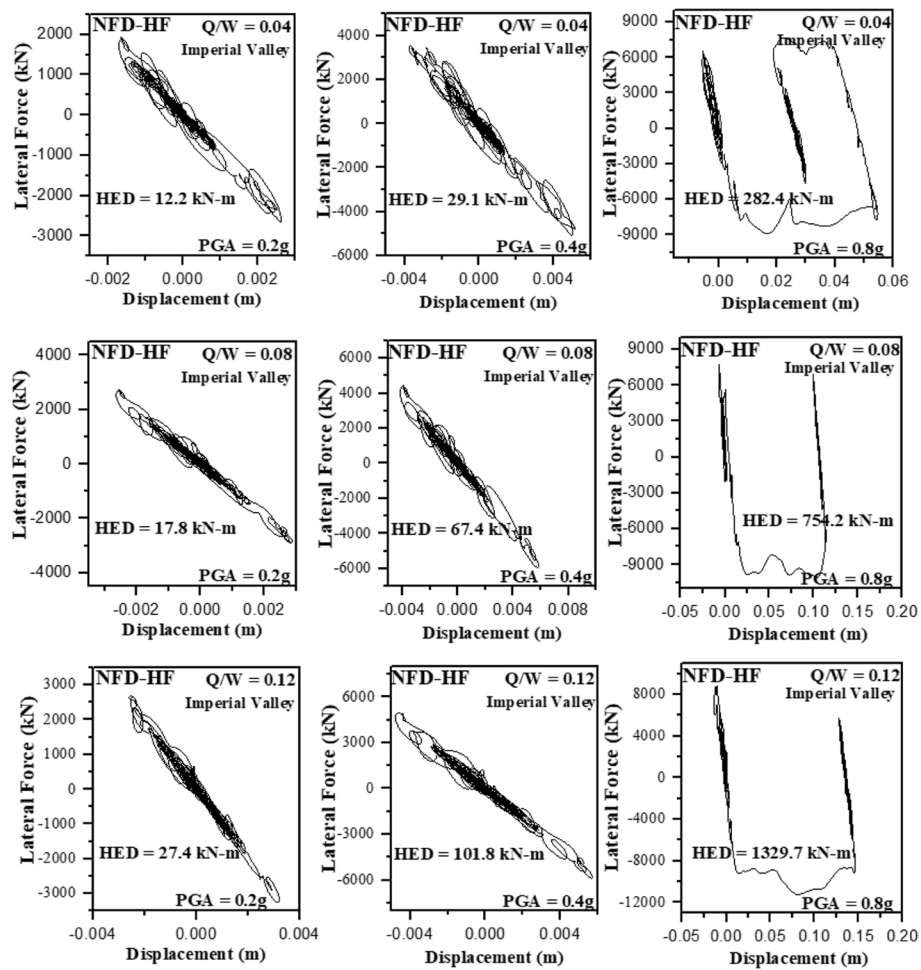 NFD-HF Q/W = 0.04
Imperial Valley
2000
1000
0
-1000
-2000
-3000
Lateral Force (kN)
HED = 12.2 kN-m
PGA = 0.2g
-0.002 0.000 0.002
Displacement (m)
NFD-HF Q/W = 0.04
Imperial Valley
4000
2000
0
-2000
-4000
-6000
Lateral Force (kN)
HED = 29.1 kN-m
PGA = 0.4g
-0.005 0.000 0.005
Displacement (m)
NFD-HF Q/W = 0.04
Imperial Valley
9000
6000
3000
0
-3000
-6000
-9000
Lateral Force (kN)
HED = 282.4 kN-m
PGA = 0.8g
0.00 0.02 0.04 0.06
Displacement (m)
NFD-HF Q/W = 0.08
Imperial Valley
4000
2000
0
-2000
-4000
Lateral Force (kN)
HED = 17.8 kN-m
PGA = 0.2g
-0.002 0.000 0.002
Displacement (m)
NFD-HF Q/W = 0.08
Imperial Valley
6000
4000
2000
0
-2000
-4000
-6000
Lateral Force (kN)
HED = 67.4 kN-m
PGA = 0.4g
-0.004 0.000 0.004 0.008
Displacement (m)
NFD-HF Q/W = 0.08
Imperial Valley
9000
6000
3000
0
-3000
-6000
-9000
Lateral Force (kN)
HED = 754.2 kN-m
PGA = 0.8g
-0.05 0.00 0.05 0.10 0.15 0.20
Displacement (m)
NFD-HF Q/W = 0.12
Imperial Valley
3000
2000
1000
0
-1000
-2000
-3000
Lateral Force (kN)
HED = 27.4 kN-m
PGA = 0.2g
-0.004 0.000 0.004
Displacement (m)
NFD-HF Q/W = 0.12
Imperial Valley
6000
3000
0
-3000
-6000
Lateral Force (kN)
HED = 101.8 kN-m
PGA = 0.4g
-0.004 0.000 0.004
Displacement (m)
NFD-HF Q/W = 0.12
Imperial Valley
8000
4000
0
-4000
-8000
-12000
Lateral Force (kN)
HED = 1329.7 kN-m
PGA = 0.8g
-0.05 0.00 0.05 0.10 0.15 0.20
Displacement (m)